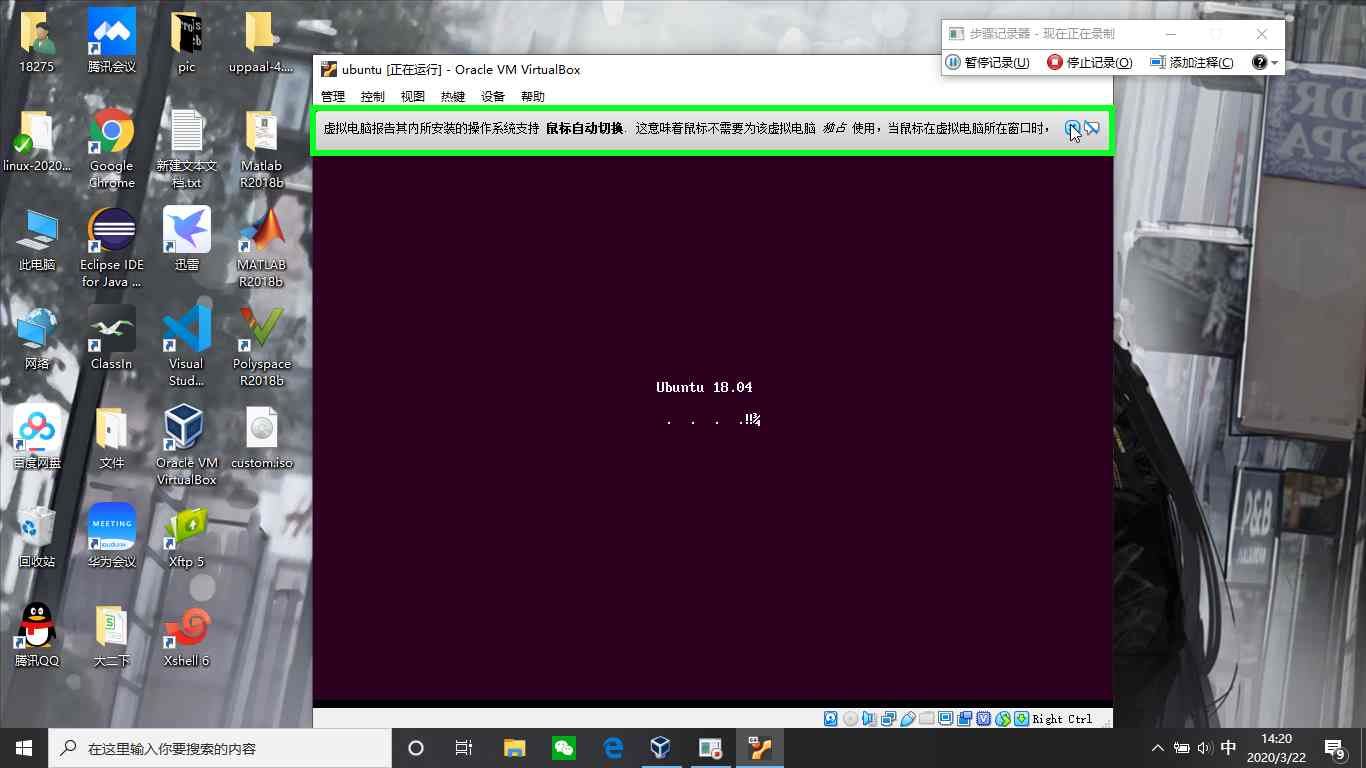 步骤记录器 - 现在正在录制
暂停记录(U)
停止记录(O)
添加注释(C)
ubuntu [正在运行] - Oracle VM VirtualBox
管理 控制 视图 热键 设备 帮助
虚拟电脑报告其内所安装的操作系统支持 鼠标自动切换. 这意味着鼠标不需要为该虚拟电脑 独占 使用，当鼠标在虚拟电脑所在窗口时，
Ubuntu 18.04
Right Ctrl
18275
腾讯会议
pic
uppaal-4....
linux-2020...
Google
Chrome
新建文本文
档.txt
Matlab
R2018b
此电脑
Eclipse IDE
for Java ...
迅雷
MATLAB
R2018b
网络
ClassIn
Visual
Stud...
Polyspace
R2018b
百度网盘
文件
Oracle VM
VirtualBox
custom.iso
回收站
MEETING
华为会议
Xftp 5
腾讯QQ
大二下
Xshell 6
P&B
在这里输入你要搜索的内容
中
14:20
2020/3/22
9